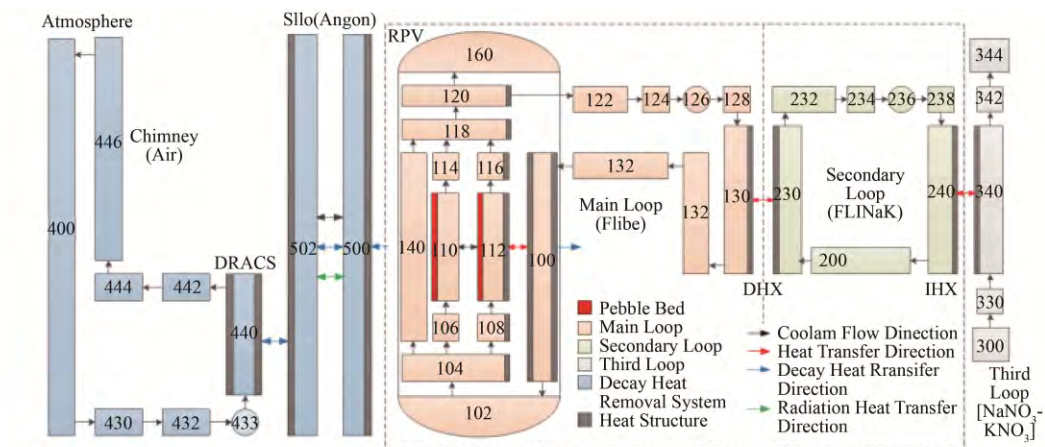 Atmosphere
400
446
Chimney
(Air)
444
442
DRACS
440
430
432
433
Sllo(Angon)
502
500
RPV
160
120
118
114
116
140
110
112
100
106
108
104
102
122
124
126
128
132
Main Loop
(Flibe)
132
130
DHX
232
234
236
238
230
Secondary
Loop
(FLINaK)
240
200
IHX
344
342
340
330
300
Third
Loop
[NaNO3-
KNO3]
Pebble Bed
Main Loop
Secondary Loop
Third Loop
Decay Heat
Removal System
Heat Structure
Coolam Flow Direction
Heat Transfer Direction
Decay Heat Rransifer
Direction
Radiation Heat Transfer
Direction